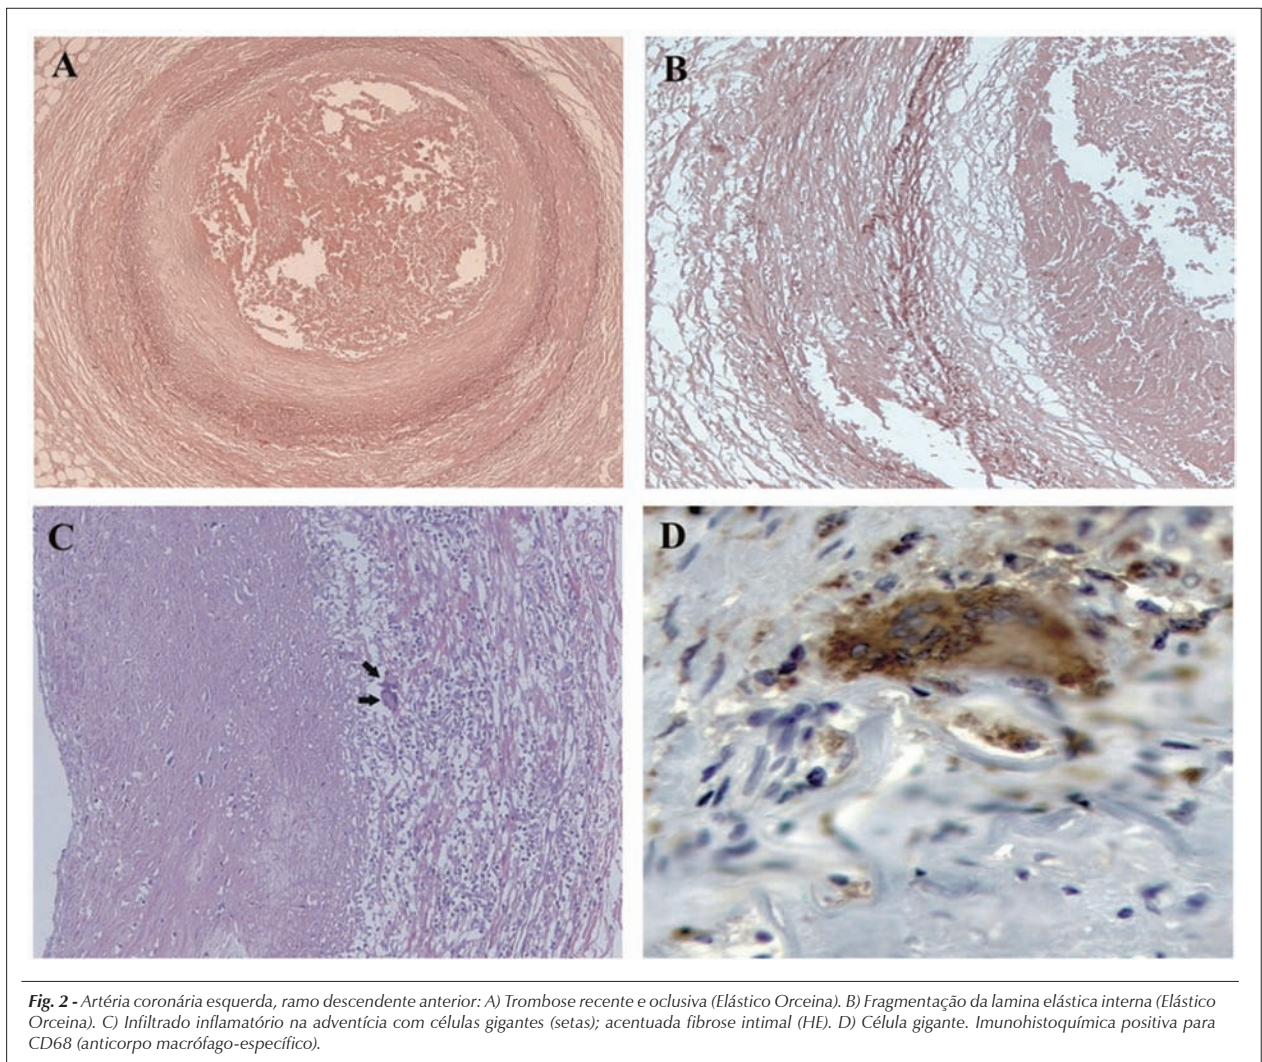 A
B
C
D
Fig. 2 - Artéria coronária esquerda, ramo descendente anterior: A) Trombose recente e oclusiva (Elástico Orceina). B) Fragmentação da lamina elástica interna (Elástico
Orceina). C) Infiltrado inflamatório na adventícia com células gigantes (setas); acentuada fibrose intimal (HE). D) Célula gigante. Imunohistoquímica positiva para
CD68 (anticorpo macrófago-específico).